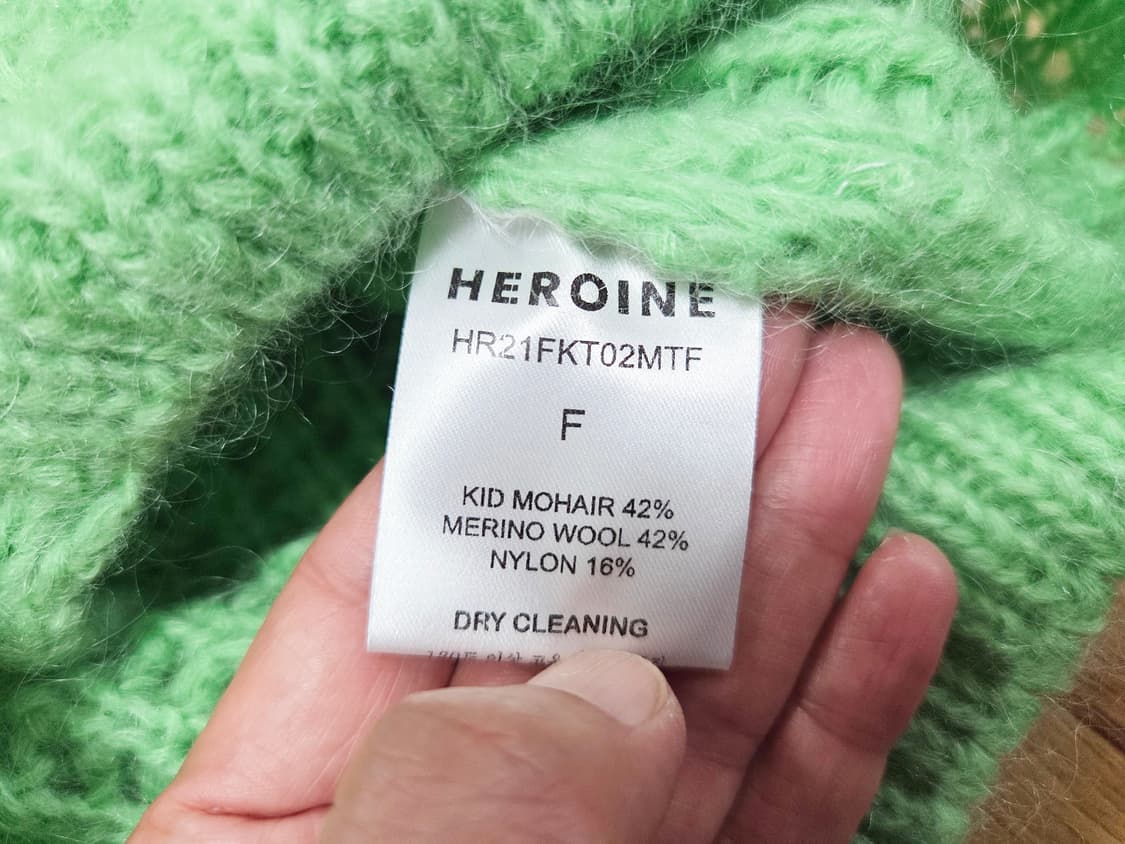 HEROINE
HR21FKT02MTF
F
KID MOHAIR 42%
MERINO WOOL 42%
NYLON 16%
DRY CLEANING